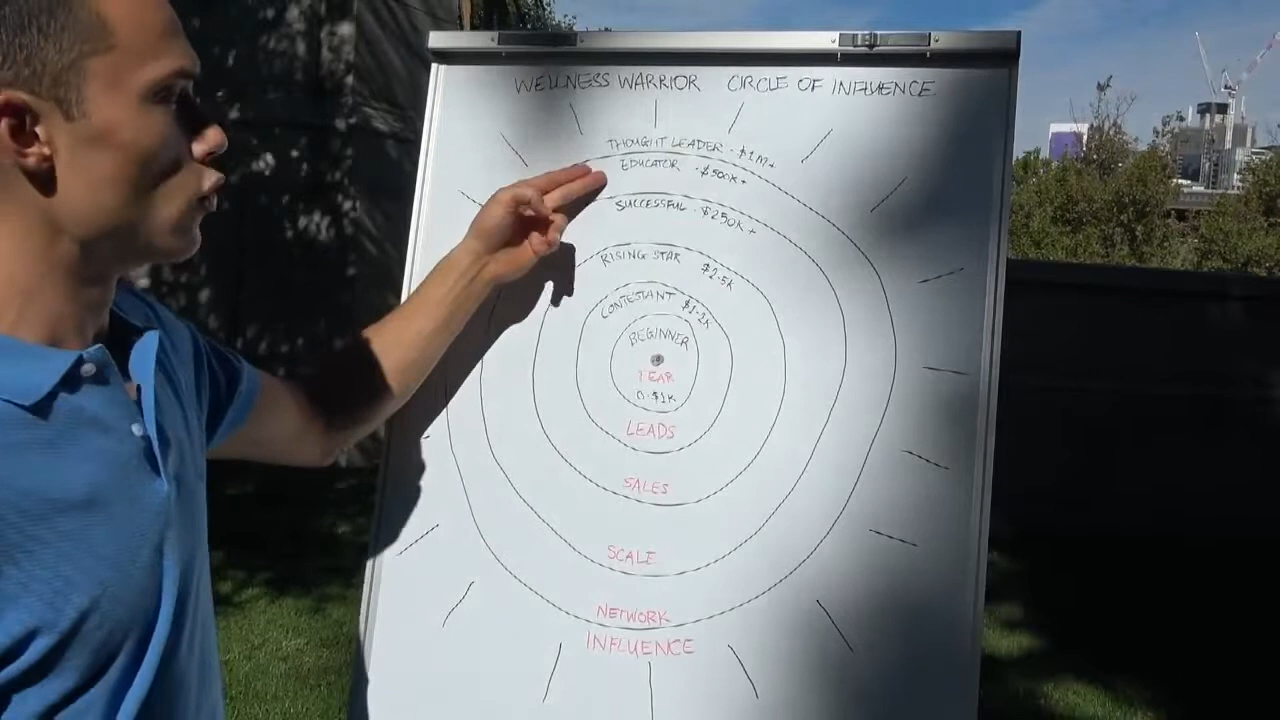 WELLNESS WARRIOR CIRCLE OF INFLUENCE
THOUGHT LEADER - $1M+
EDUCATOR - $500K+
SUCCESSFUL - $250K+
RISING STAR $2-5K
CONTESTANT $1-2K
BEGINNER
0-$1K
LEADS
SALES
SCALE
NETWORK
INFLUENCE